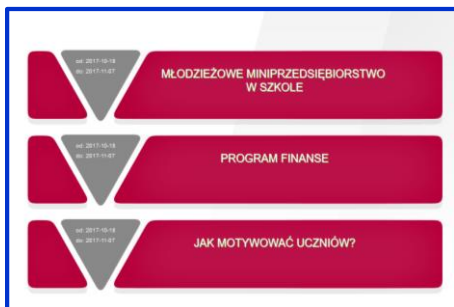 od: 2017-10-18
do: 2017-11-07
MŁODZIEŻOWE MINIPRZEDSIĘBIORSTWO
W SZKOLE
od: 2017-10-18
do: 2017-11-07
PROGRAM FINANSE
od: 2017-10-18
do: 2017-11-07
JAK MOTYWOWAĆ UCZNIÓW?